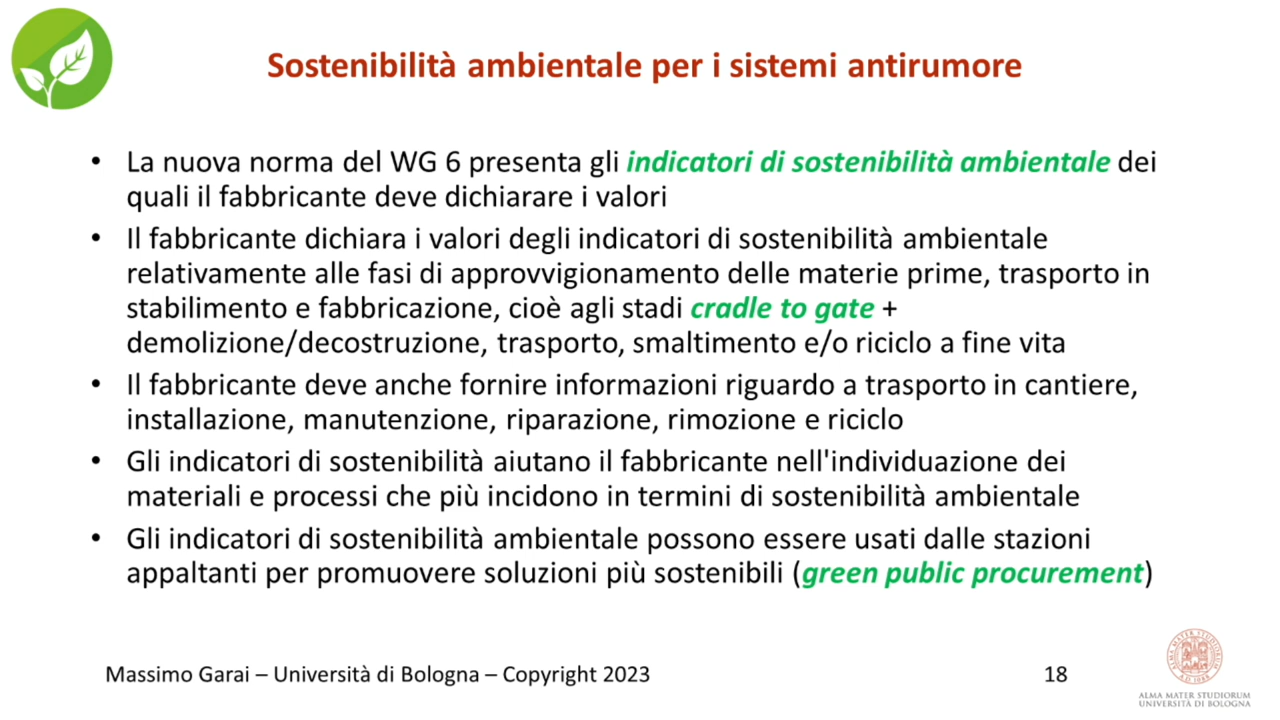 Sostenibilità ambientale per i sistemi antirumore
• La nuova norma del WG 6 presenta gli indicatori di sostenibilità ambientale dei
quali il fabbricante deve dichiarare i valori
• Il fabbricante dichiara i valori degli indicatori di sostenibilità ambientale
relativamente alle fasi di approvvigionamento delle materie prime, trasporto in
stabilimento e fabbricazione, cioè agli stadi cradle to gate +
demolizione/decostruzione, trasporto, smaltimento e/o riciclo a fine vita
• Il fabbricante deve anche fornire informazioni riguardo a trasporto in cantiere,
installazione, manutenzione, riparazione, rimozione e riciclo
• Gli indicatori di sostenibilità aiutano il fabbricante nell'individuazione dei
materiali e processi che più incidono in termini di sostenibilità ambientale
• Gli indicatori di sostenibilità ambientale possono essere usati dalle stazioni
appaltanti per promuovere soluzioni più sostenibili (green public procurement)
Massimo Garai – Università di Bologna – Copyright 2023
18
ALMA MATER STUDIORUM
UNIVERSITÀ DI BOLOGNA